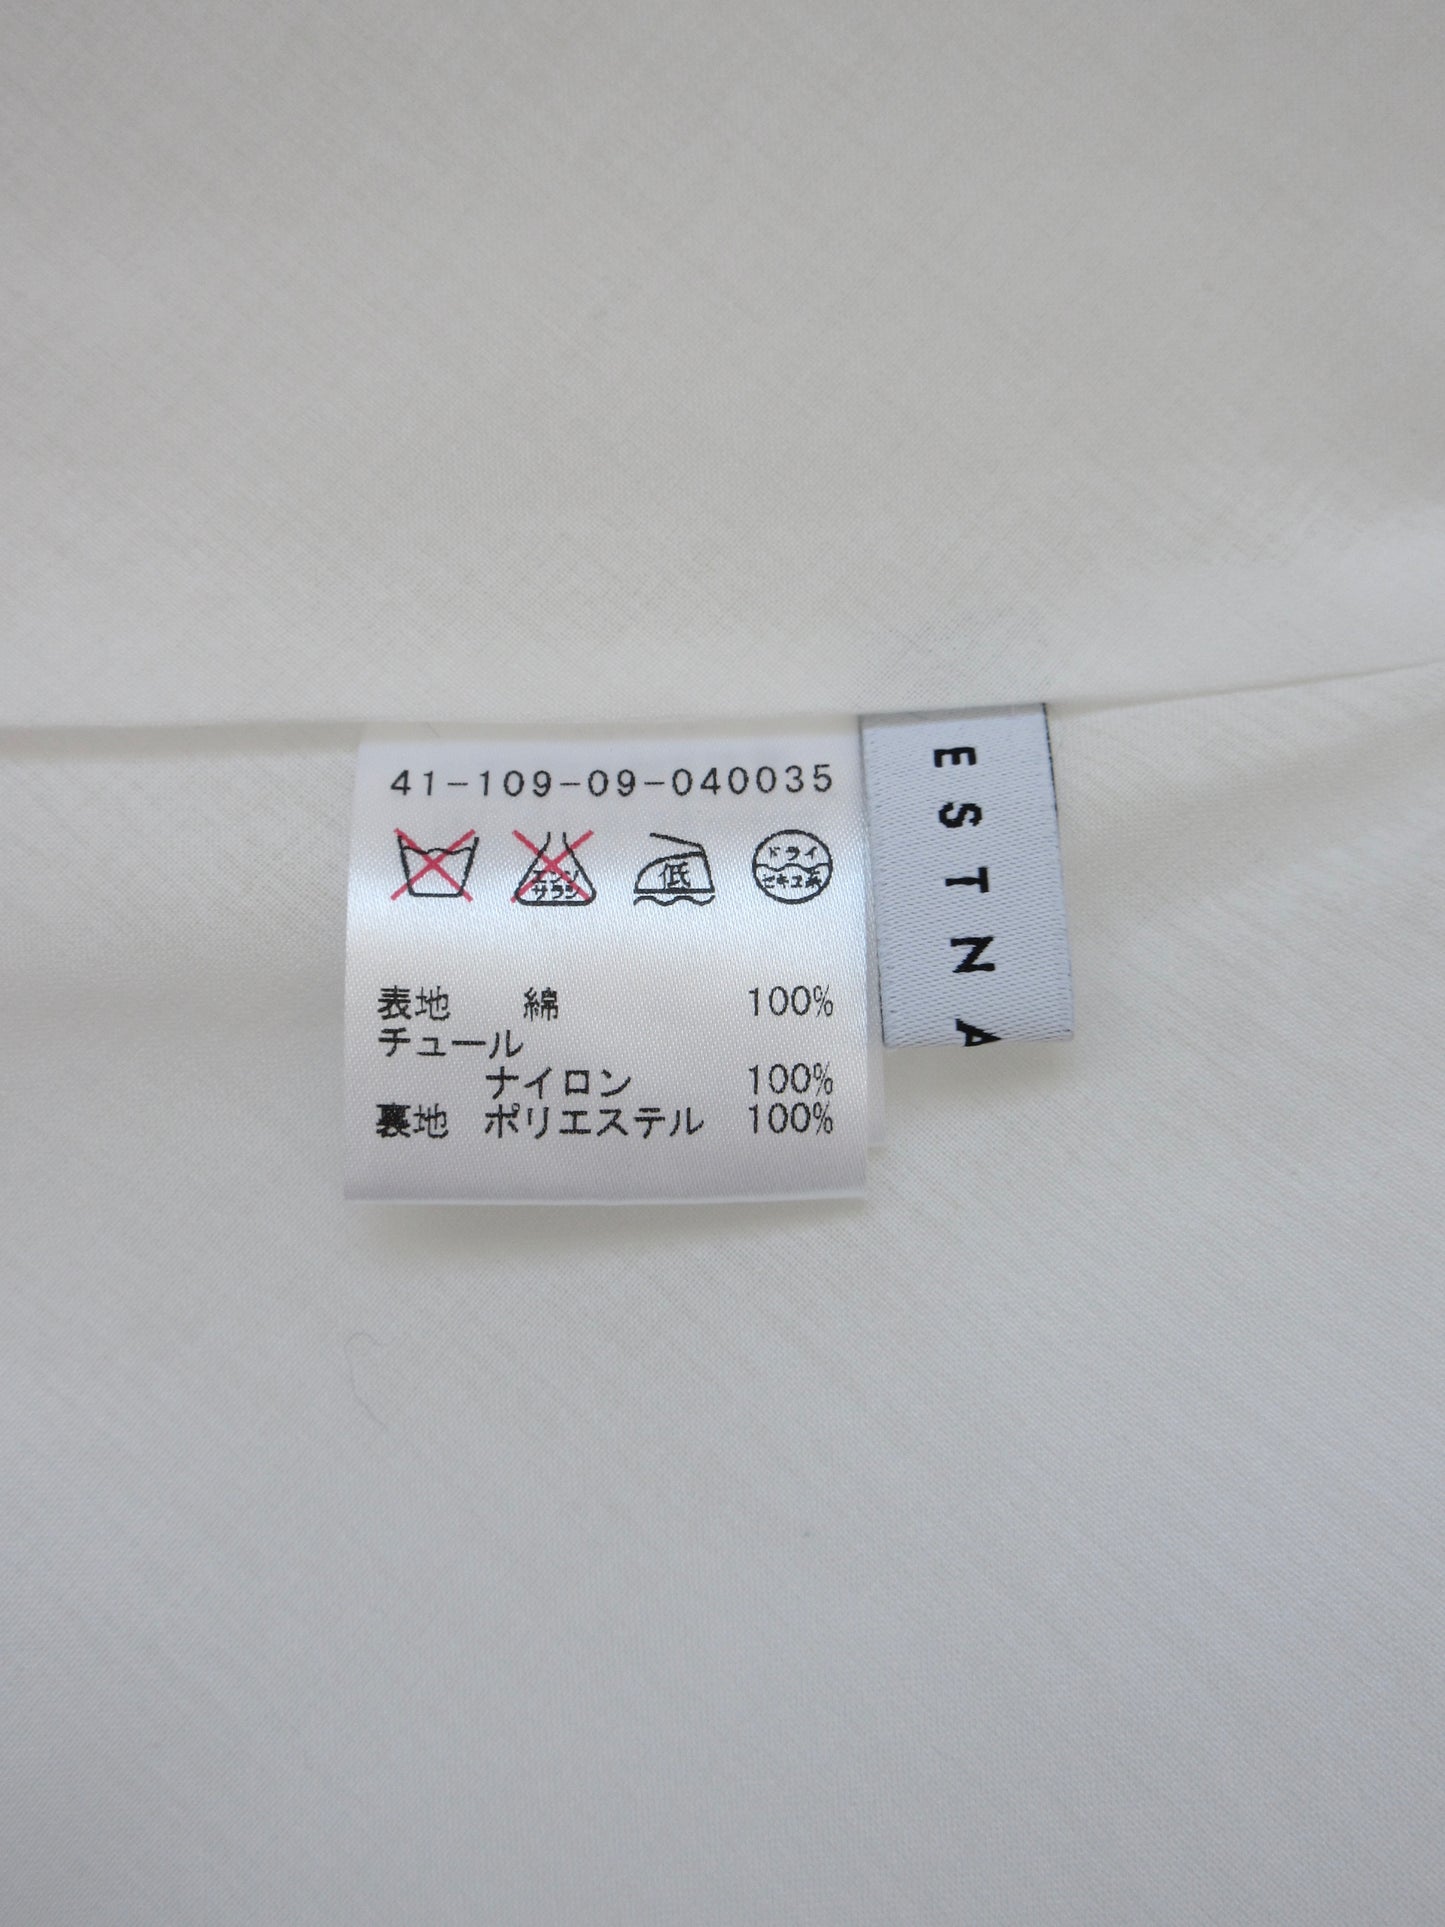 41-109-09-040035
エンソ
サラシ
低
ドライ
セキユ系
表地 綿 100%
チュール
ナイロン 100%
裏地 ポリエステル 100%
ESTNA